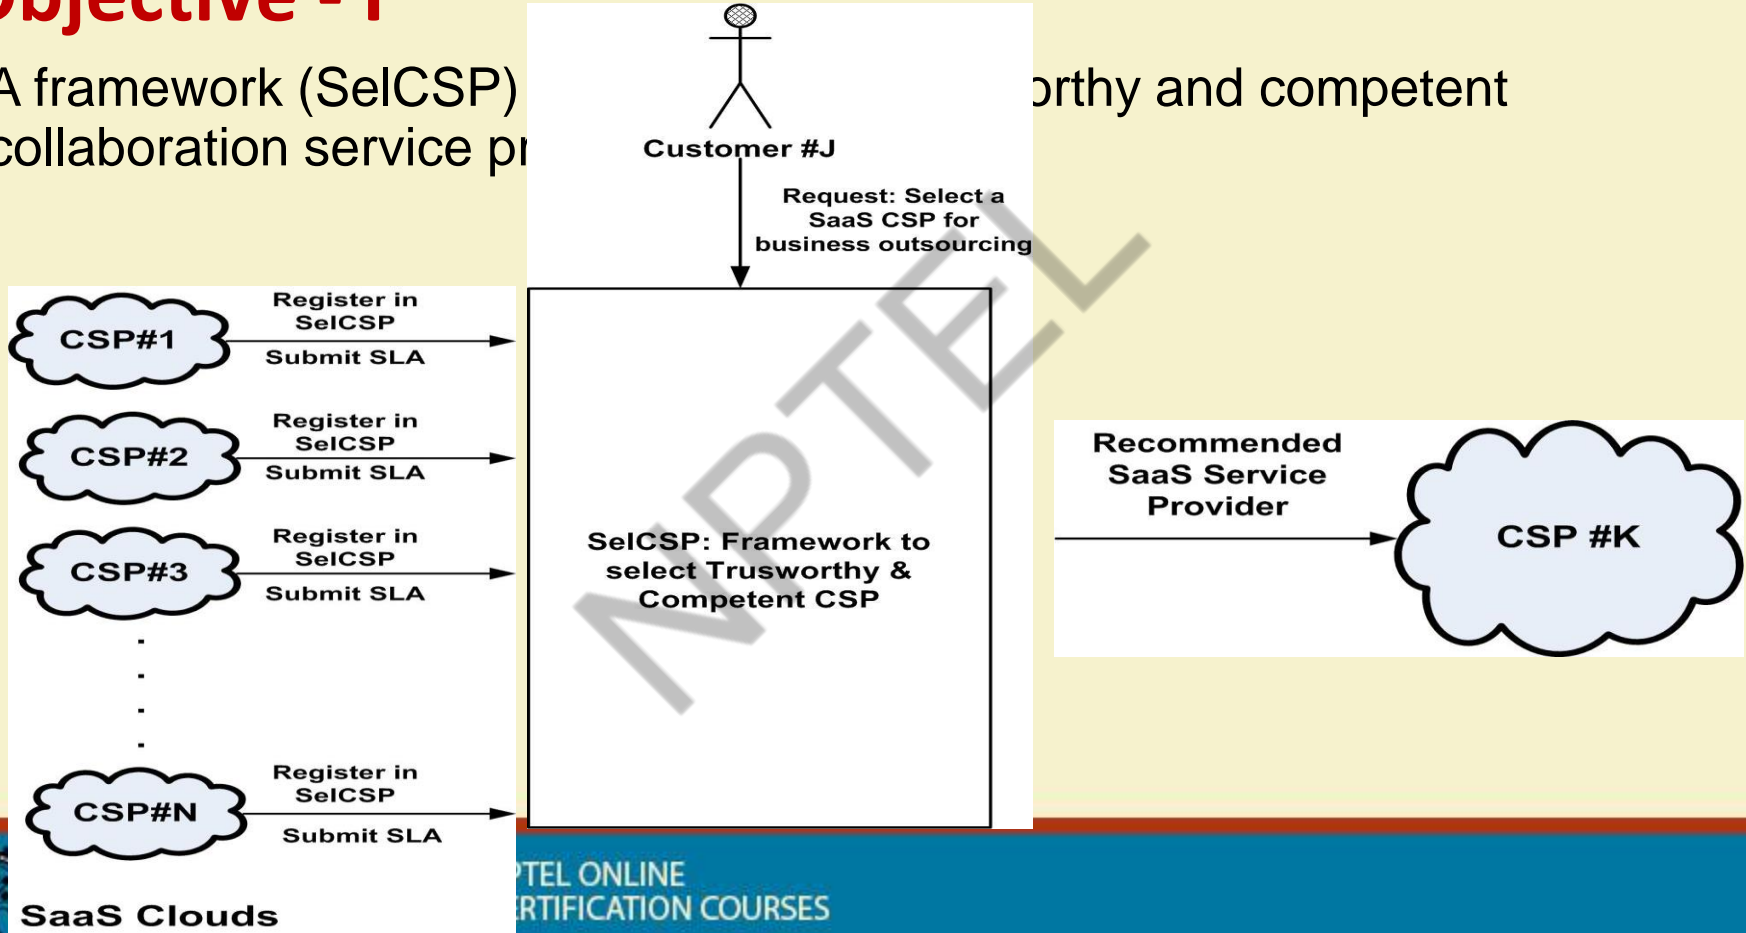 Objective - I
A framework (SelCSP) orthy and competent
collaboration service pr
Customer #J
Request: Select a
SaaS CSP for
business outsourcing
CSP#1
Register in
SelCSP
Submit SLA
CSP#2
Register in
SelCSP
Submit SLA
CSP#3
Register in
SelCSP
Submit SLA
CSP#N
Register in
SelCSP
Submit SLA
SaaS Clouds
SelCSP: Framework to
select Trusworthy &
Competent CSP
Recommended
SaaS Service
Provider
CSP #K
NPTEL
PTEL ONLINE
ERTIFICATION COURSES